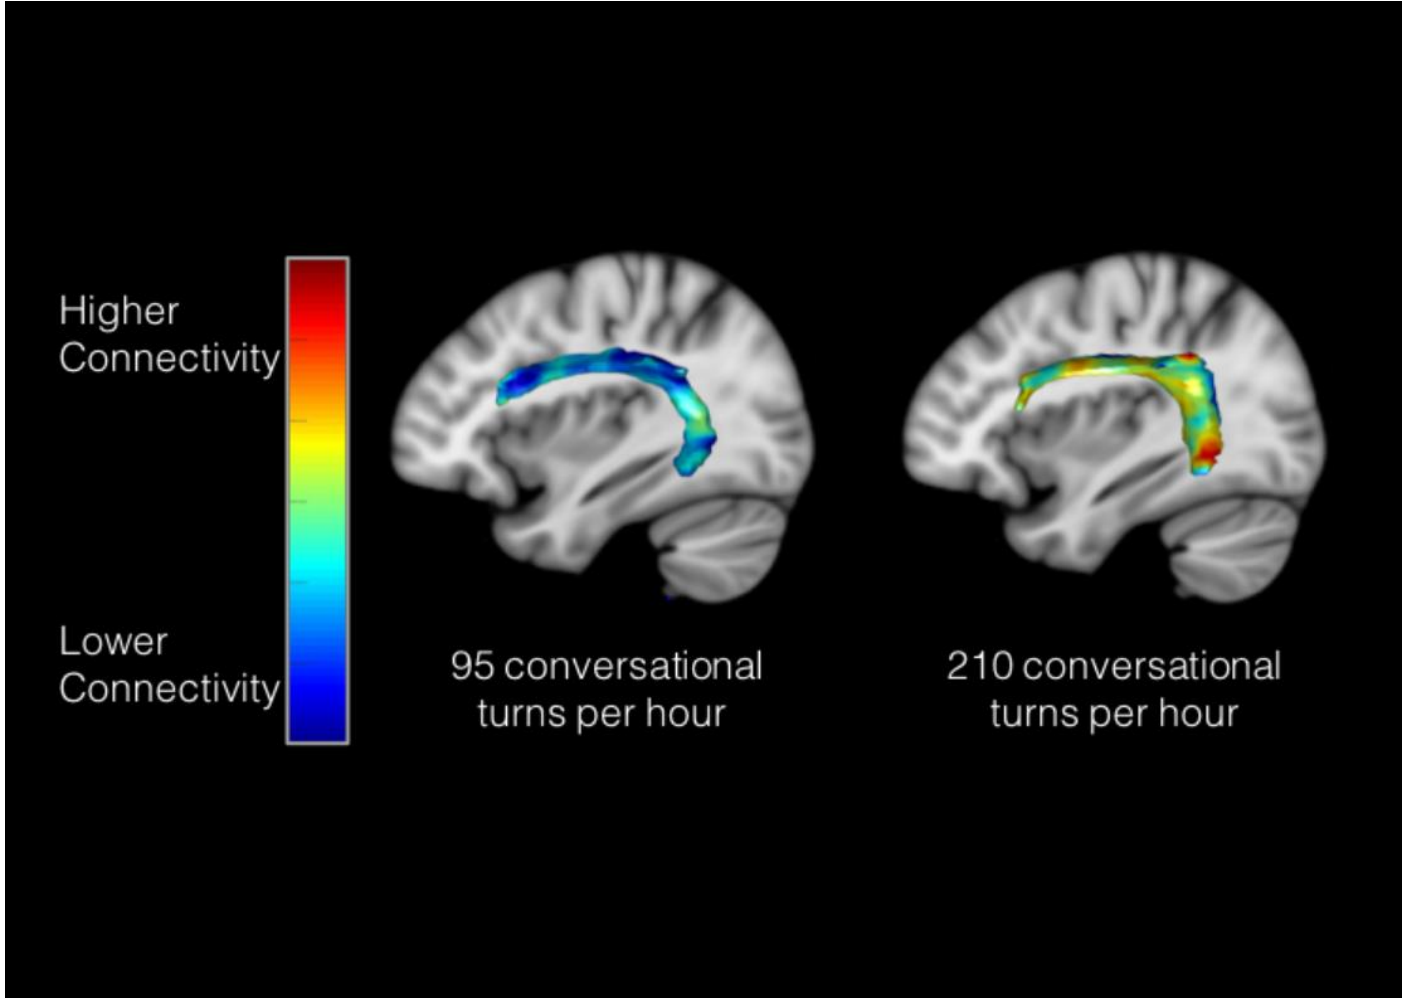 Higher
Connectivity
Lower
Connectivity
95 conversational
turns per hour
210 conversational
turns per hour